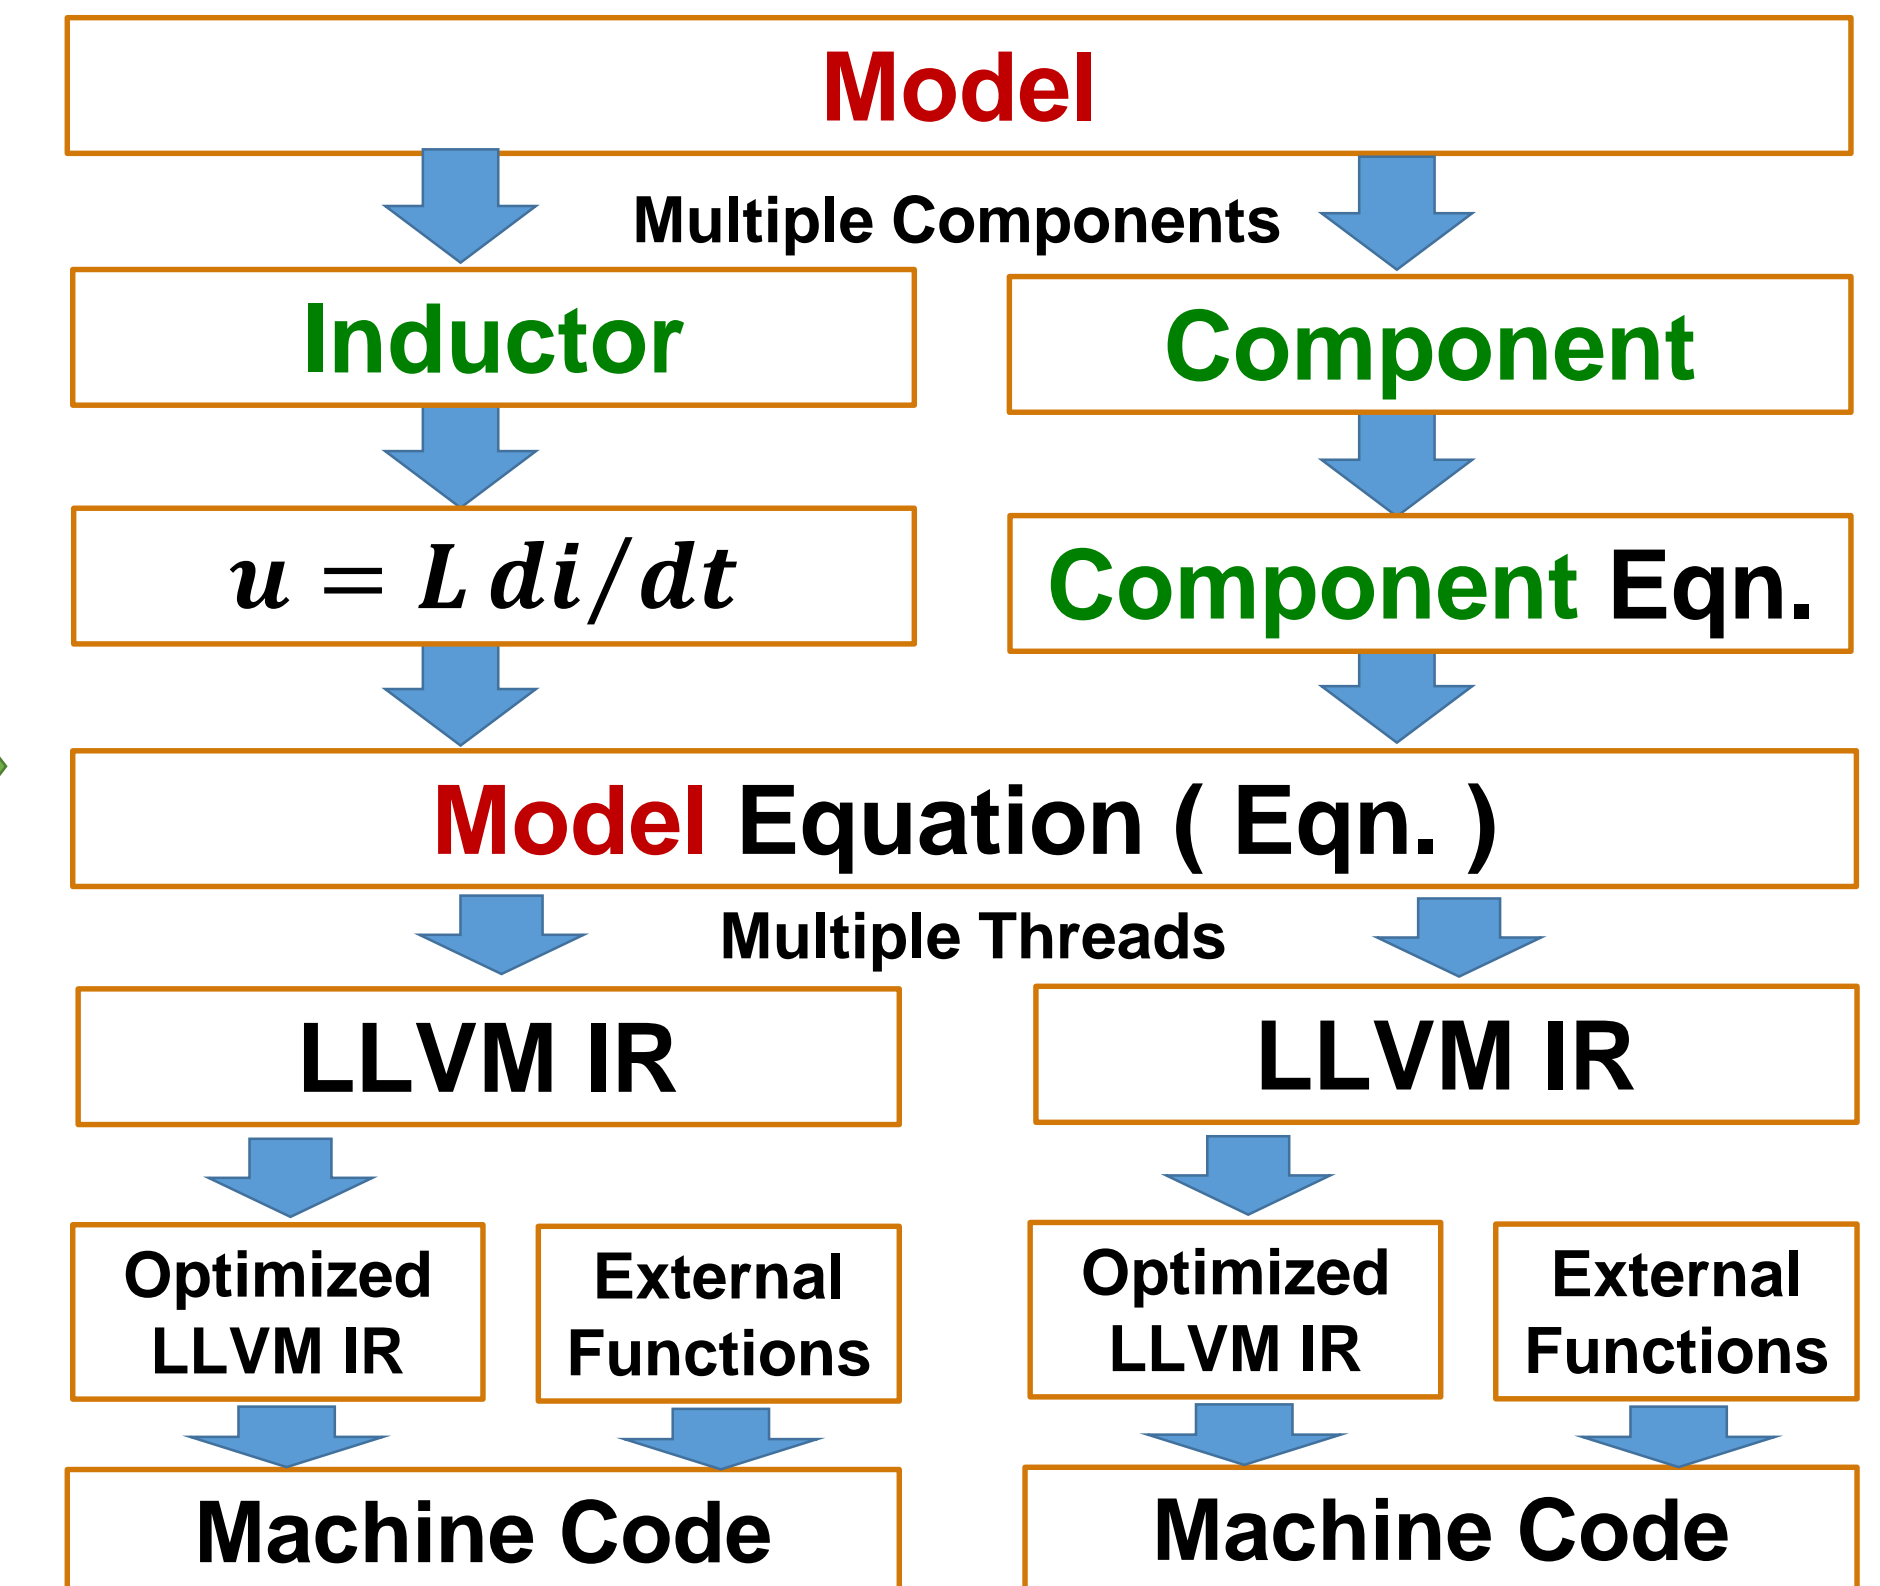 Model
Multiple Components
Inductor
Component
u = L di/dt
Component Eqn.
Model Equation ( Eqn. )
Multiple Threads
LLVM IR
LLVM IR
Optimized
LLVM IR
External
Functions
Optimized
LLVM IR
External
Functions
Machine Code
Machine Code